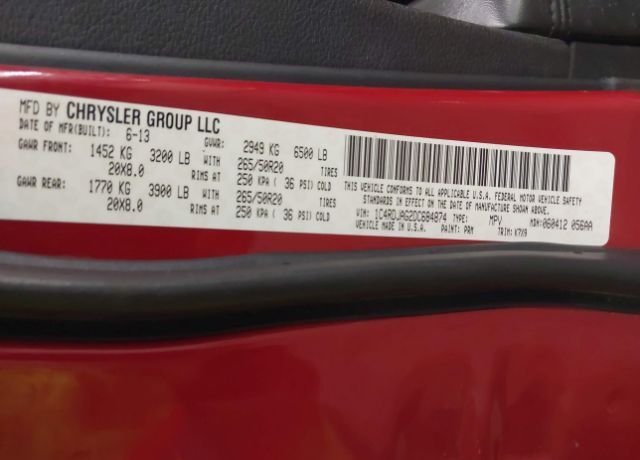 MFD BY CHRYSLER GROUP LLC
DATE OF MFR(BUILT): 6-13 GVWR: 2949 KG 6500 LB
GAWR FRONT: 1452 KG 3200 LB WITH 265/50R20 TIRES
20X8.0 RIMS AT 250 KPA ( 36 PSI) COLD
GAWR REAR: 1770 KG 3900 LB WITH 265/50R20 TIRES
20X8.0 RIMS AT 250 KPA ( 36 PSI) COLD
THIS VEHICLE CONFORMS TO ALL APPLICABLE U.S.A. FEDERAL MOTOR VEHICLE SAFETY
STANDARDS IN EFFECT ON THE DATE OF MANUFACTURE SHOWN ABOVE.
VIN: 1C4RDJAG2DC684874 TYPE: MPV MDH: 060412 056AA
VEHICLE MADE IN U.S.A. PAINT: PRM TRIM: K7X9